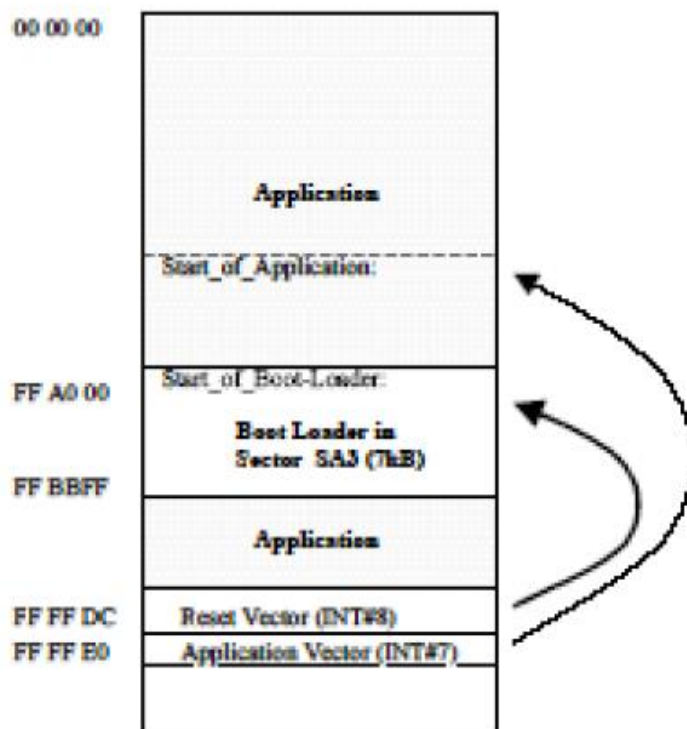 00 00 00
Application
Start_of_Application:
Start_of_Boot-Loader:
FF A0 00
Boot Loader in
Sector SA3 (7kB)
FF BBFF
Application
FF FF DC Reset Vector (INT#8)
FF FF E0 Application Vector (INT#7)